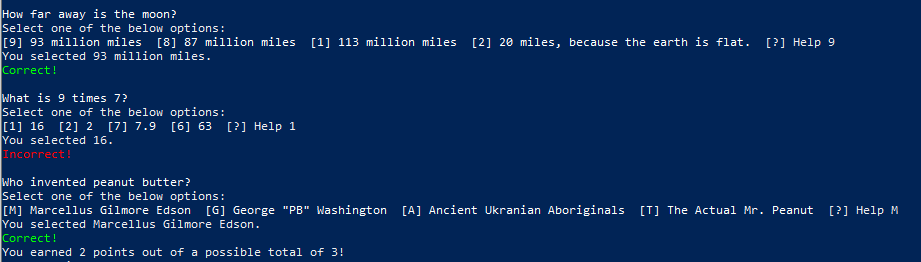 How far away is the moon?
Select one of the below options:
[9] 93 million miles  [8] 87 million miles  [1] 113 million miles  [2] 20 miles, because the earth is flat.  [?] Help 9
You selected 93 million miles.
Correct!
What is 9 times 7?
Select one of the below options:
[1] 16  [2] 2  [7] 7.9  [6] 63  [?] Help 1
You selected 16.
Incorrect!
Who invented peanut butter?
Select one of the below options:
[M] Marcellus Gilmore Edson  [G] George "PB" Washington  [A] Ancient Ukranian Aboriginals  [T] The Actual Mr. Peanut  [?] Help M
You selected Marcellus Gilmore Edson.
Correct!
You earned 2 points out of a possible total of 3!